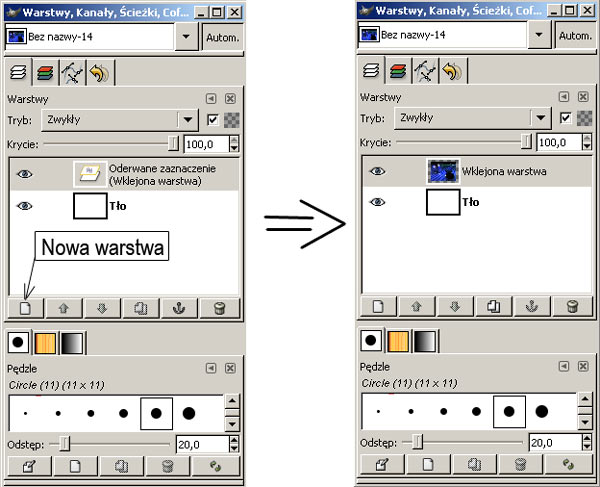 Warstwy, Kanały, Ścieżki, Cof...
Bez nazwy-14
Autom.
Warstwy
Tryb: Zwykły
Krycie: 100,0
Oderwane zaznaczenie
(Wklejona warstwa)
Tło
Nowa warstwa
Pędzle
Circle (11) (11 x 11)
Odstęp: 20,0
Warstwy, Kanały, Ścieżki, Cof...
Bez nazwy-14
Autom.
Warstwy
Tryb: Zwykły
Krycie: 100,0
Wklejona warstwa
Tło
Pędzle
Circle (11) (11 x 11)
Odstęp: 20,0